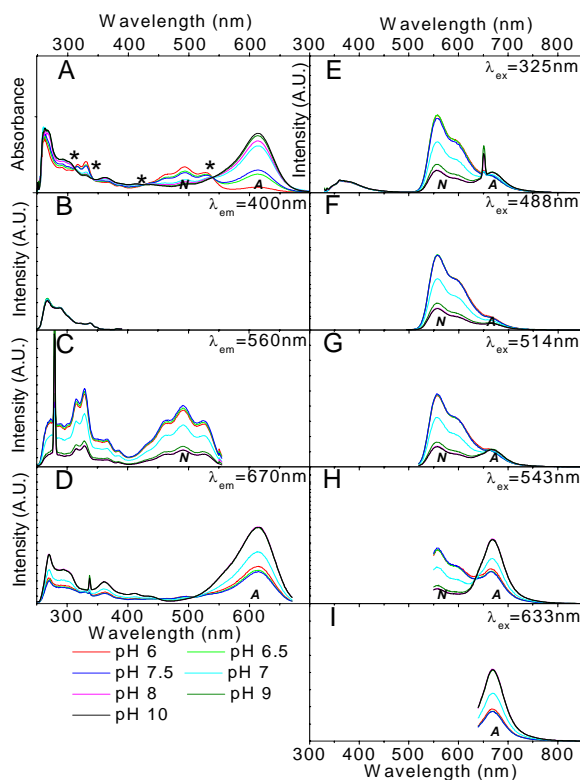 Wavelength (nm)
300 400 500 600
Wavelength (nm)
300 400 500 600 700 800
A
Absorbance
* * * *
N A
E
λex=325nm
Intensity (A.U.)
N A
B
λem=400nm
Intensity (A.U.)
F
λex=488nm
Intensity (A.U.)
N A
C
λem=560nm
Intensity (A.U.)
N
G
λex=514nm
Intensity (A.U.)
N A
D
λem=670nm
Intensity (A.U.)
A
300 400 500 600
Wavelength (nm)
H
λex=543nm
Intensity (A.U.)
N A
I
λex=633nm
A
300 400 500 600 700 800
Wavelength (nm)
pH 6 pH 6.5
pH 7.5 pH 7
pH 8 pH 9
pH 10